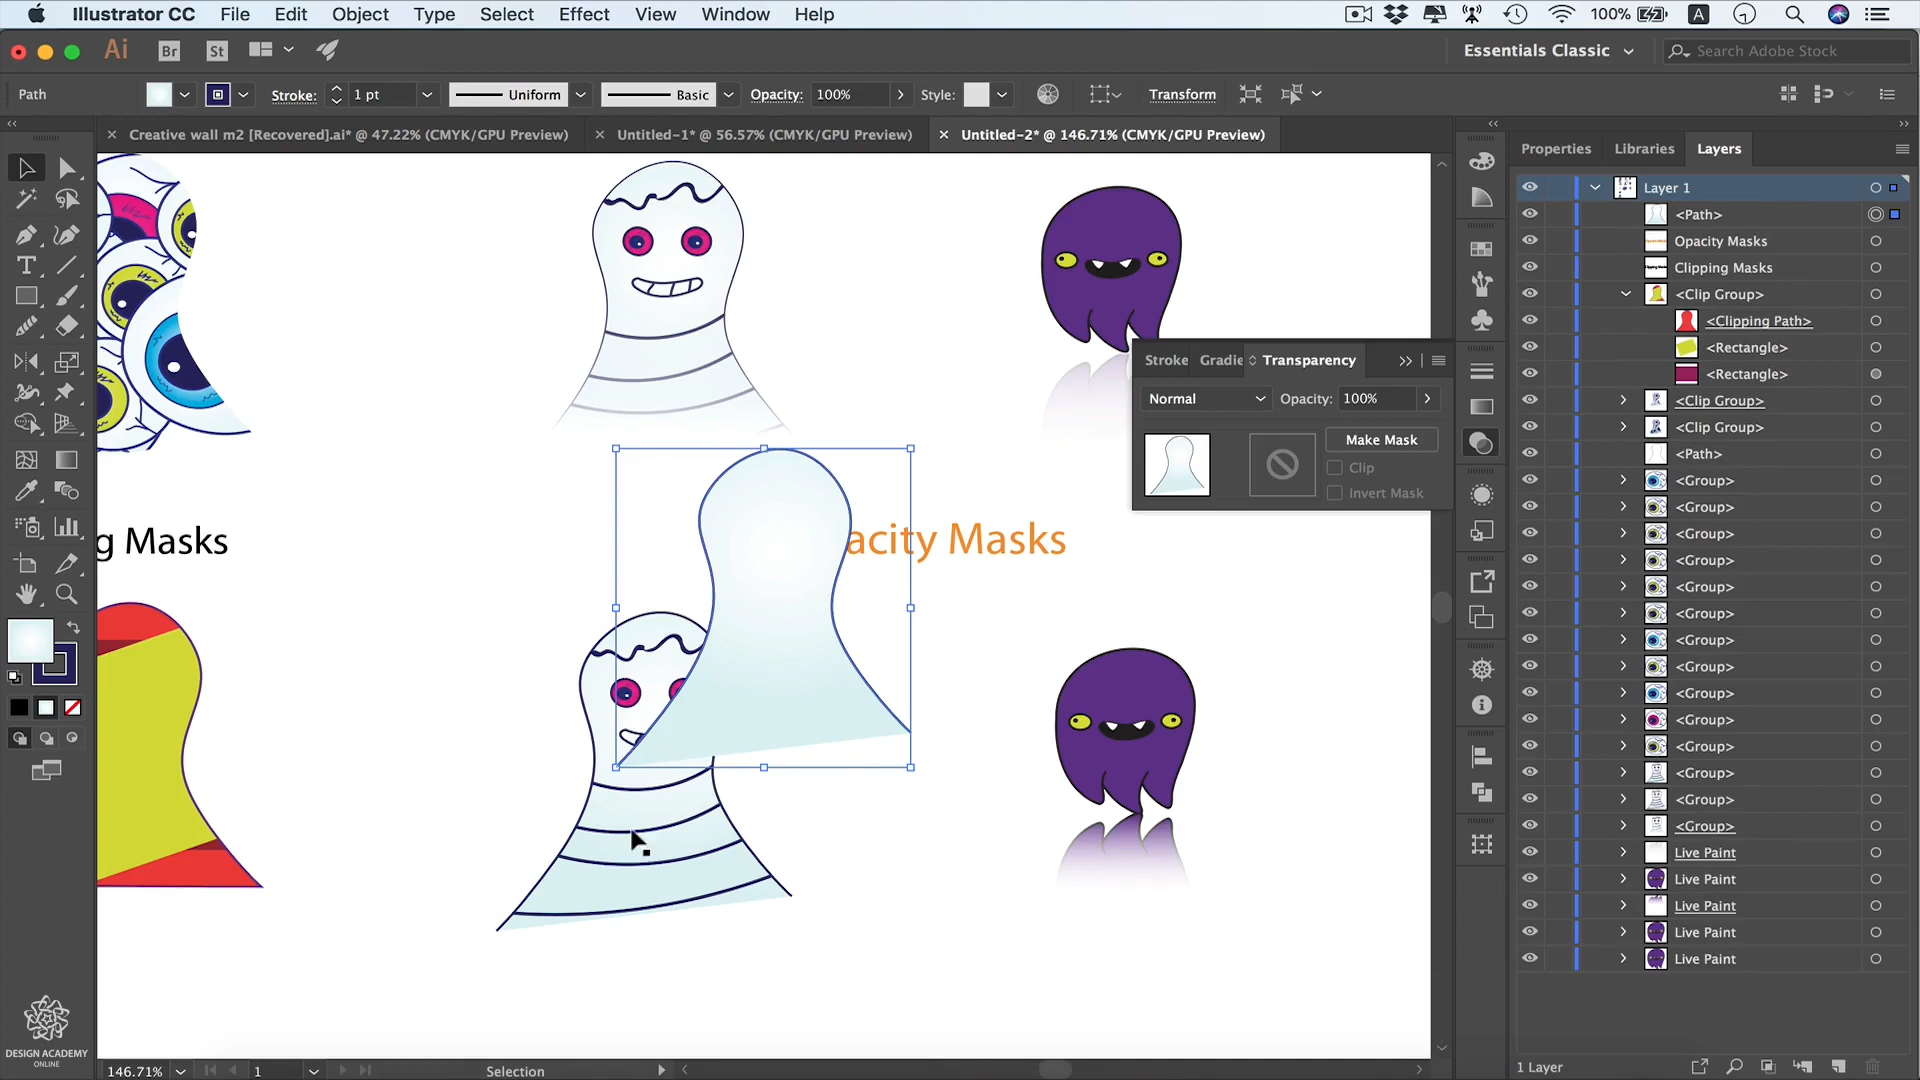 Illustrator CC File Edit Object Type Select Effect View Window Help 100% A
Ai Br St Essentials Classic Search Adobe Stock
Path Stroke: 1 pt Uniform Basic Opacity: 100% Style: Transform
Creative wall m2 [Recovered].ai* @ 47.22% (CMYK/GPU Preview) Untitled-1* @ 56.57% (CMYK/GPU Preview) Untitled-2* @ 146.71% (CMYK/GPU Preview)
Properties Libraries Layers
Layer 1
<Path>
Opacity Masks
Clipping Masks
<Clip Group>
<Clipping Path>
<Rectangle>
<Rectangle>
<Clip Group>
<Clip Group>
<Path>
<Group>
<Group>
<Group>
<Group>
<Group>
<Group>
<Group>
<Group>
<Group>
<Group>
<Group>
<Group>
<Group>
<Group>
Live Paint
Live Paint
Live Paint
Live Paint
Live Paint
Stroke Gradie Transparency
Normal Opacity: 100%
Make Mask
Clip
Invert Mask
g Masks
acity Masks
DESIGN ACADEMY
ONLINE
146.71% 1 Selection
1 Layer